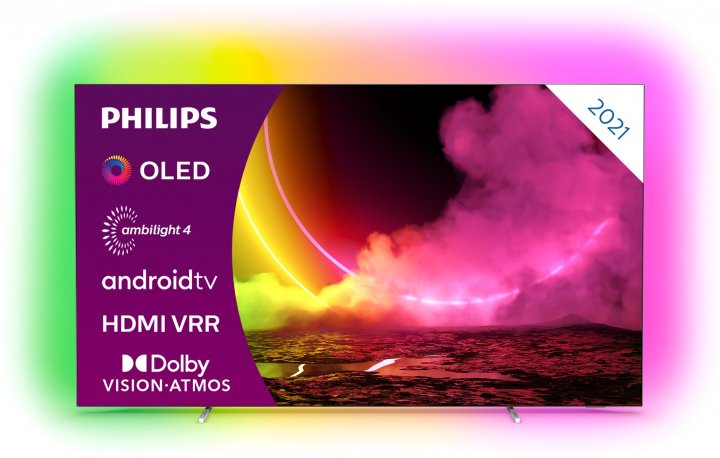 PHILIPS
OLED
ambilight 4
androidtv
HDMI VRR
Dolby
VISION·ATMOS
2021